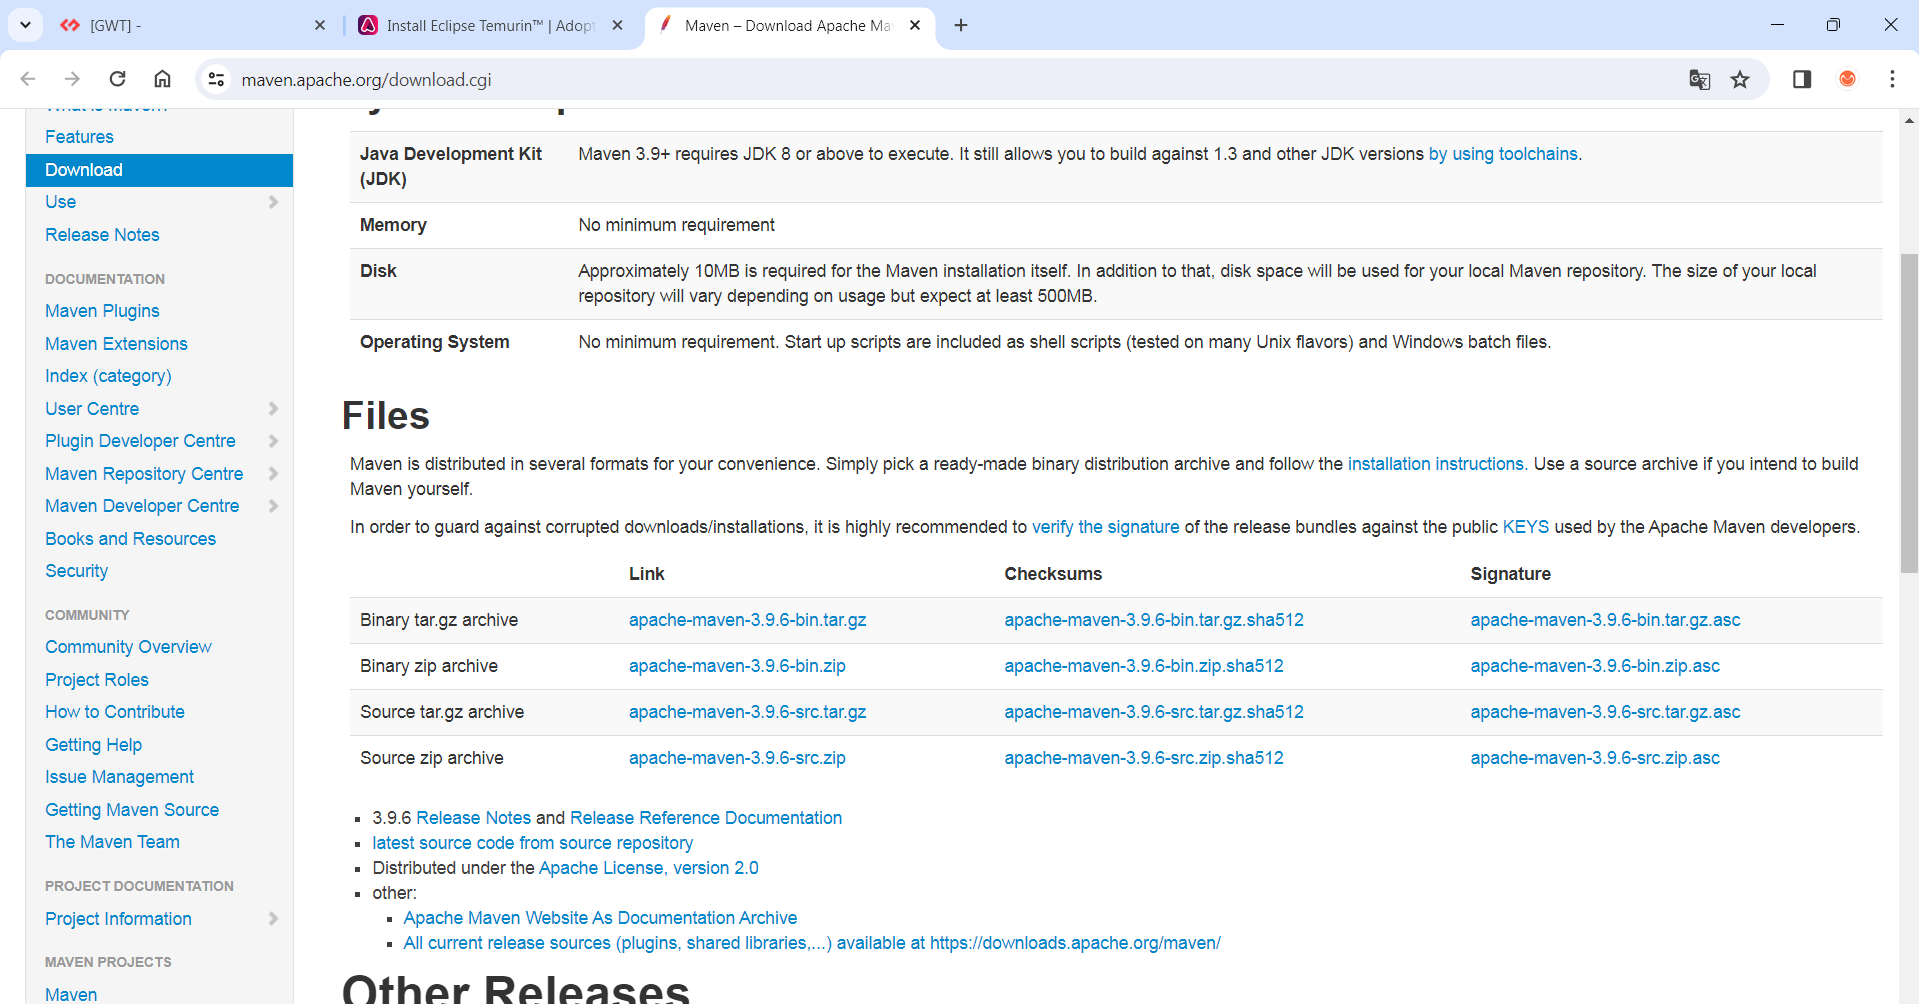 [GWT] -
Install Eclipse Temurin™ | Adopt
Maven – Download Apache Ma
maven.apache.org/download.cgi
What is Maven?
Features
Download
Use
Release Notes
DOCUMENTATION
Maven Plugins
Maven Extensions
Index (category)
User Centre
Plugin Developer Centre
Maven Repository Centre
Maven Developer Centre
Books and Resources
Security
COMMUNITY
Community Overview
Project Roles
How to Contribute
Getting Help
Issue Management
Getting Maven Source
The Maven Team
PROJECT DOCUMENTATION
Project Information
MAVEN PROJECTS
Maven
Java Development Kit (JDK)
Maven 3.9+ requires JDK 8 or above to execute. It still allows you to build against 1.3 and other JDK versions by using toolchains.
Memory
No minimum requirement
Disk
Approximately 10MB is required for the Maven installation itself. In addition to that, disk space will be used for your local Maven repository. The size of your local
repository will vary depending on usage but expect at least 500MB.
Operating System
No minimum requirement. Start up scripts are included as shell scripts (tested on many Unix flavors) and Windows batch files.
Files
Maven is distributed in several formats for your convenience. Simply pick a ready-made binary distribution archive and follow the installation instructions. Use a source archive if you intend to build
Maven yourself.
In order to guard against corrupted downloads/installations, it is highly recommended to verify the signature of the release bundles against the public KEYS used by the Apache Maven developers.
Link Checksums Signature
Binary tar.gz archive apache-maven-3.9.6-bin.tar.gz apache-maven-3.9.6-bin.tar.gz.sha512 apache-maven-3.9.6-bin.tar.gz.asc
Binary zip archive apache-maven-3.9.6-bin.zip apache-maven-3.9.6-bin.zip.sha512 apache-maven-3.9.6-bin.zip.asc
Source tar.gz archive apache-maven-3.9.6-src.tar.gz apache-maven-3.9.6-src.tar.gz.sha512 apache-maven-3.9.6-src.tar.gz.asc
Source zip archive apache-maven-3.9.6-src.zip apache-maven-3.9.6-src.zip.sha512 apache-maven-3.9.6-src.zip.asc
3.9.6 Release Notes and Release Reference Documentation
latest source code from source repository
Distributed under the Apache License, version 2.0
other:
Apache Maven Website As Documentation Archive
All current release sources (plugins, shared libraries,...) available at https://downloads.apache.org/maven/
Other Releases